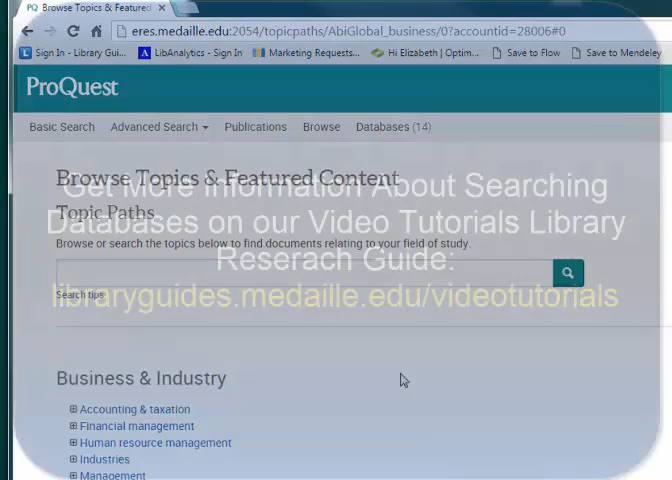 PQ Browse Topics & Featured
eres.medaille.edu:2054/topicpaths/AbiGlobal_business/0?accountid=28006#0
Sign In - Library Gui...
LibAnalytics - Sign In
Marketing Requests...
Hi Elizabeth | Optim...
Save to Flow
Save to Mendeley
ProQuest
Basic Search
Advanced Search
Publications
Browse
Databases (14)
Browse Topics & Featured Content
Get More Information About Searching
Topic Paths
Databases on our Video Tutorials Library
Browse or search the topics below to find documents relating to your field of study.
Reserach Guide:
Search tips
libraryguides.medaille.edu/videotutorials
Business & Industry
Accounting & taxation
Financial management
Human resource management
Industries
Management